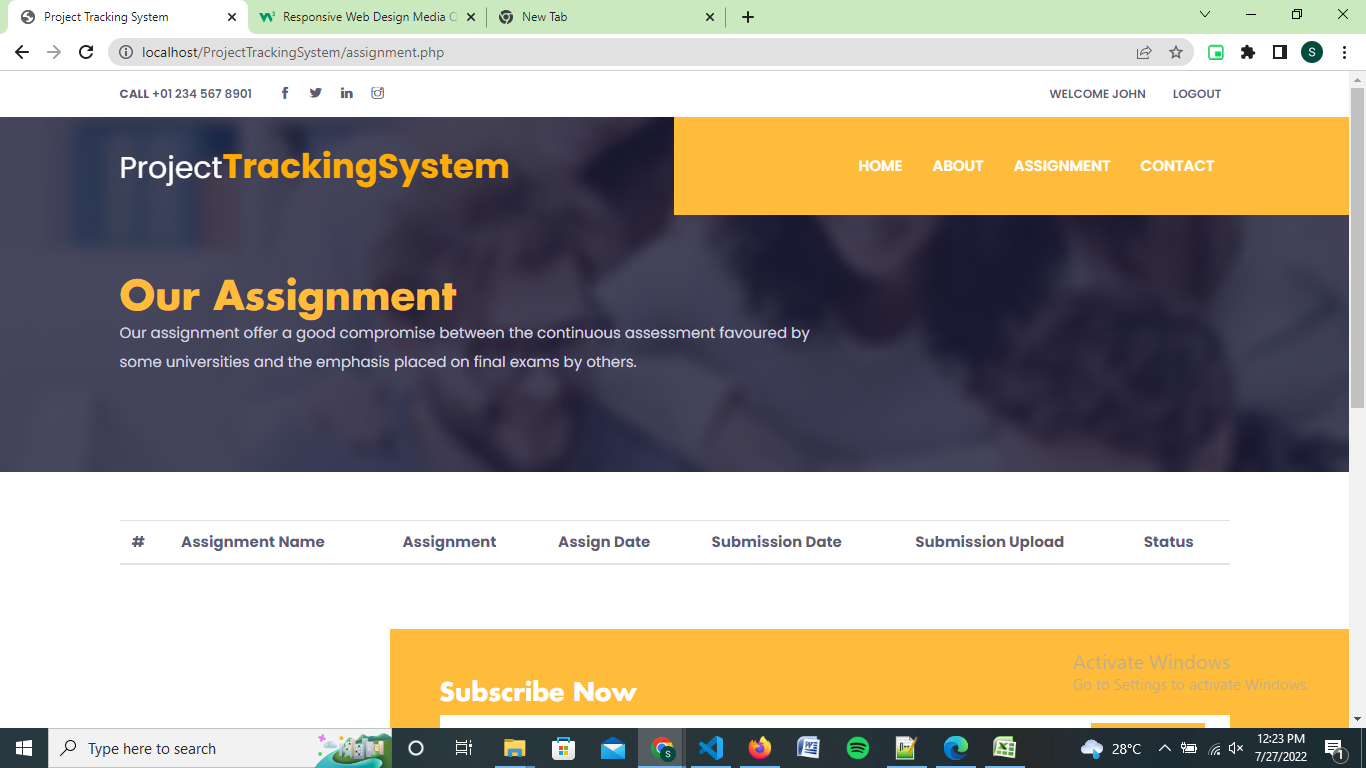 Project Tracking System
Responsive Web Design Media Q
New Tab
localhost/ProjectTrackingSystem/assignment.php
S
CALL +01 234 567 8901
WELCOME JOHN
LOGOUT
ProjectTrackingSystem
HOME ABOUT ASSIGNMENT CONTACT
Our Assignment
Our assignment offer a good compromise between the continuous assessment favoured by
some universities and the emphasis placed on final exams by others.
# Assignment Name Assignment Assign Date Submission Date Submission Upload Status
Subscribe Now
Activate Windows
Go to Settings to activate Windows.
Type here to search
28°C
12:23 PM
7/27/2022
1